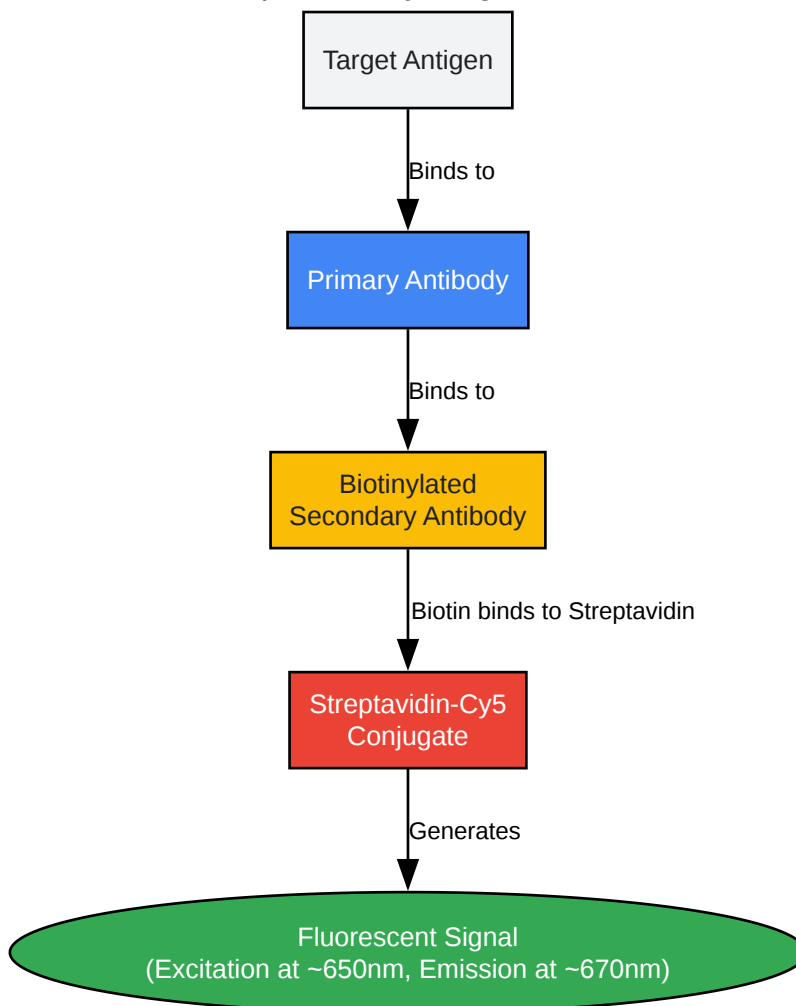 Target Antigen
Binds to
Primary Antibody
Binds to
Biotinylated
Secondary Antibody
Biotin binds to Streptavidin
Streptavidin-Cy5
Conjugate
Generates
Fluorescent Signal
(Excitation at ~650nm, Emission at ~670nm)